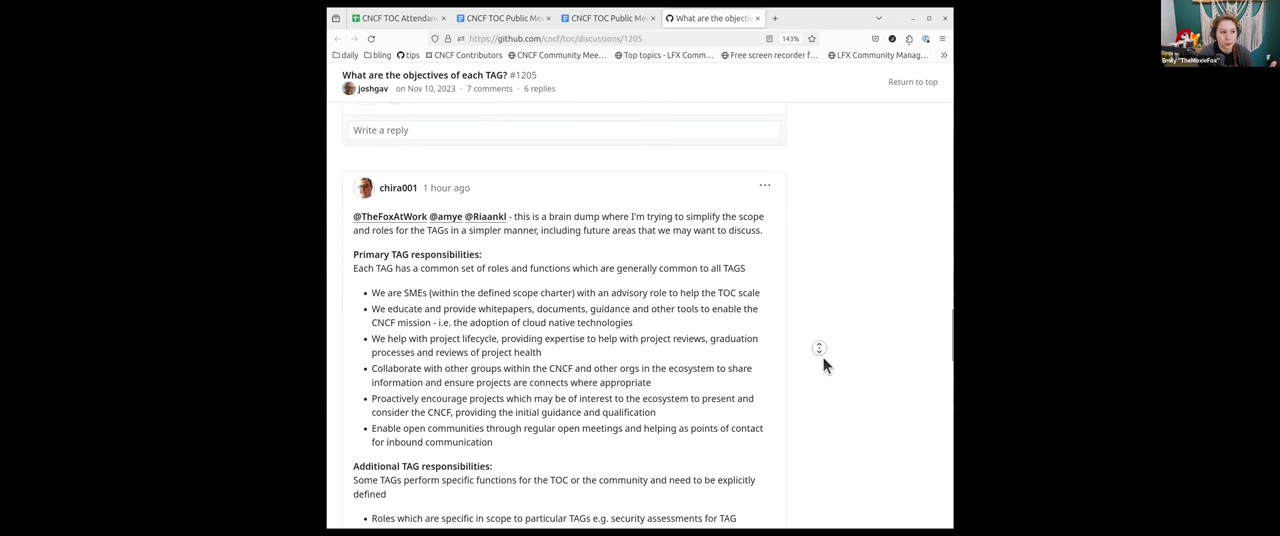 CNCF TOC Attendan
CNCF TOC Public Me
CNCF TOC Public Me
What are the objecti
https://github.com/cncf/toc/discussions/1205
143%
daily
bling
tips
CNCF Contributors
CNCF Community Mee...
Top topics - LFX Comm...
Free screen recorder f...
LFX Community Manag...
What are the objectives of each TAG? #1205
joshgav on Nov 10, 2023 · 7 comments · 6 replies
Return to top
Write a reply
chira001 1 hour ago
@TheFoxAtWork @amye @Riaankl - this is a brain dump where I'm trying to simplify the scope
and roles for the TAGs in a simpler manner, including future areas that we may want to discuss.
Primary TAG responsibilities:
Each TAG has a common set of roles and functions which are generally common to all TAGS
• We are SMEs (within the defined scope charter) with an advisory role to help the TOC scale
• We educate and provide whitepapers, documents, guidance and other tools to enable the
CNCF mission - i.e. the adoption of cloud native technologies
• We help with project lifecycle, providing expertise to help with project reviews, graduation
processes and reviews of project health
• Collaborate with other groups within the CNCF and other orgs in the ecosystem to share
information and ensure projects are connects where appropriate
• Proactively encourage projects which may be of interest to the ecosystem to present and
consider the CNCF, providing the initial guidance and qualification
• Enable open communities through regular open meetings and helping as points of contact
for inbound communication
Additional TAG responsibilities:
Some TAGs perform specific functions for the TOC or the community and need to be explicitly
defined
• Roles which are specific in scope to particular TAGs e.g. security assessments for TAG
Emily "TheMoxieFox"